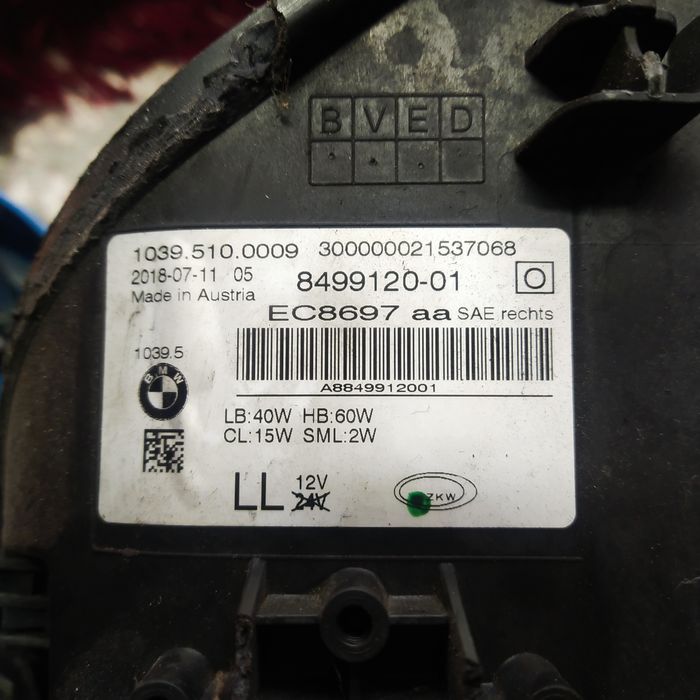 B V E D
1039.510.0009 300000021537068
2018-07-11 05 8499120-01 O
Made in Austria
EC8697 aa SAE rechts
1039.5
BMW
A8849912001
LB:40W HB:60W
CL:15W SML:2W
LL 12V
24V
ZKW